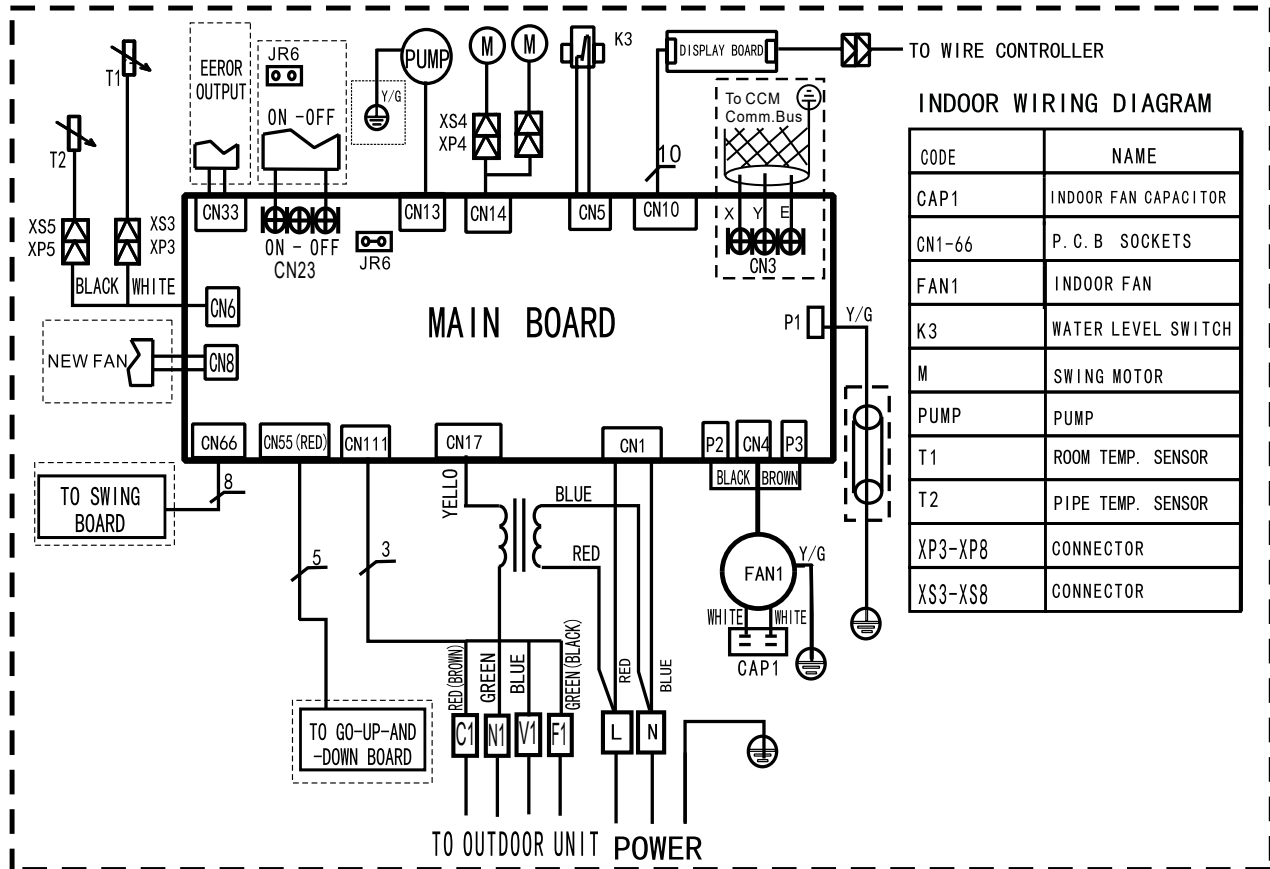 T1
T2
EEROR
OUTPUT
JR6
ON -OFF
PUMP
Y/G
M
M
XS4
XP4
K3
DISPLAY BOARD
TO WIRE CONTROLLER
To CCM
Comm.Bus
10
XS5
XP5
XS3
XP3
BLACK
WHITE
CN33
ON - OFF
CN23
JR6
CN13
CN14
CN5
CN10
X Y E
CN3
CN6
CN8
NEW FAN
MAIN BOARD
P1
Y/G
CN66
CN55(RED)
CN111
CN17
CN1
P2
CN4
P3
BLACK
BROWN
8
TO SWING
BOARD
5
3
YELLO
BLUE
RED
FAN1
Y/G
WHITE
WHITE
CAP1
RED(BROWN)
GREEN
BLUE
GREEN(BLACK)
RED
BLUE
C1
N1
V1
F1
L
N
TO GO-UP-AND
-DOWN BOARD
TO OUTDOOR UNIT
POWER
INDOOR WIRING DIAGRAM
CODE NAME
CAP1 INDOOR FAN CAPACITOR
CN1-66 P.C.B SOCKETS
FAN1 INDOOR FAN
K3 WATER LEVEL SWITCH
M SWING MOTOR
PUMP PUMP
T1 ROOM TEMP. SENSOR
T2 PIPE TEMP. SENSOR
XP3-XP8 CONNECTOR
XS3-XS8 CONNECTOR